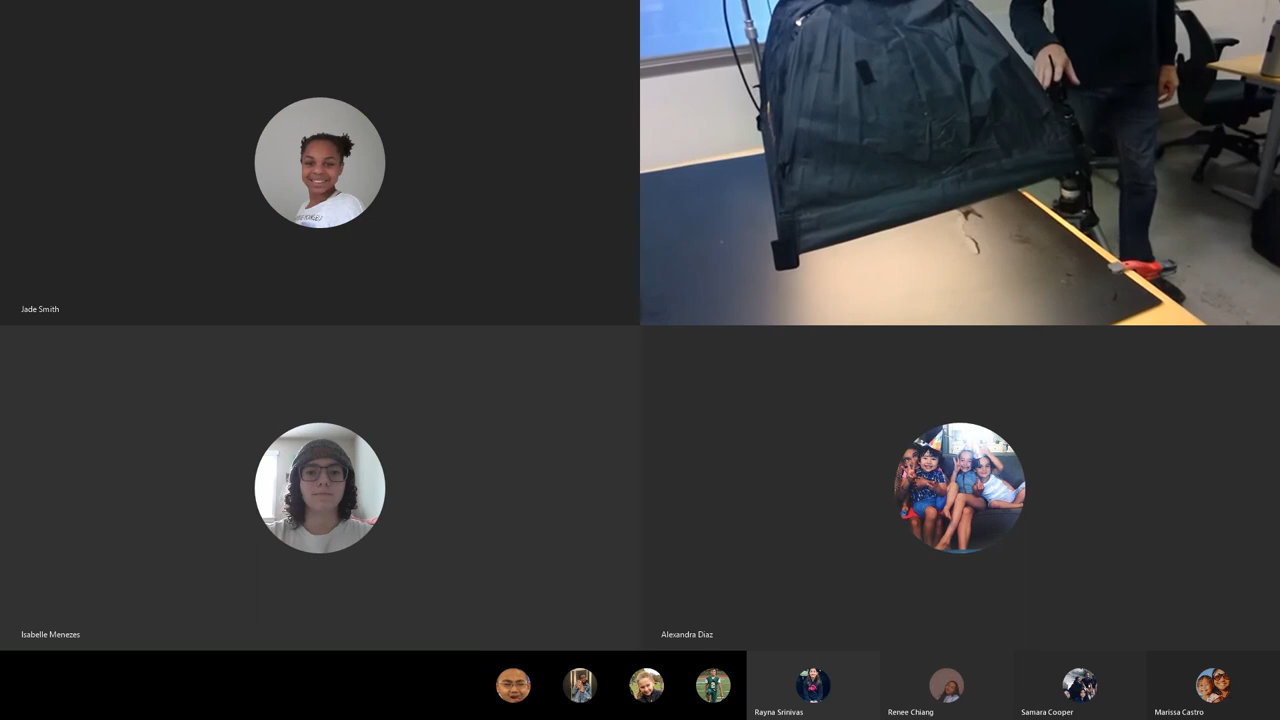 Jade Smith
Isabelle Menezes
Alexandra Diaz
Rayna Srinivas
Renee Chiang
Samara Cooper
Marissa Castro